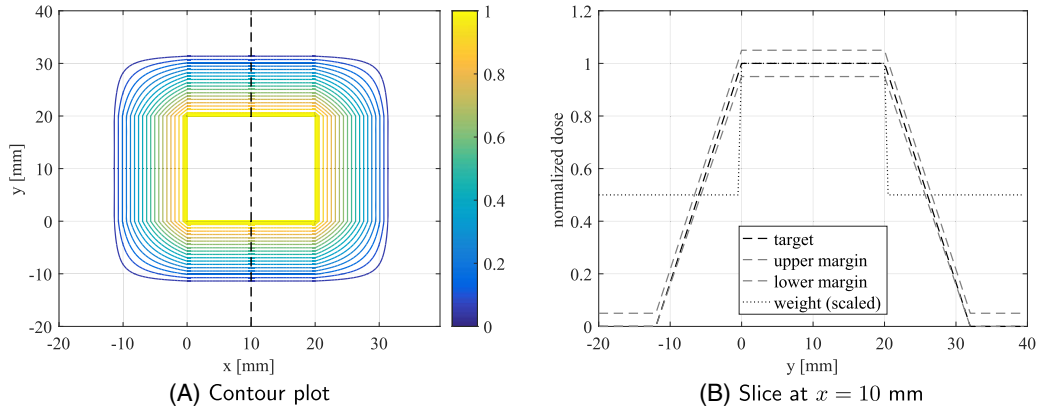 40
30
20
10
0
-10
-20
y [mm]
-20 -10 0 10 20 30
x [mm]
1
0.8
0.6
0.4
0.2
0
(A) Contour plot
1.2
1
0.8
0.6
0.4
0.2
0
normalized dose
target
upper margin
lower margin
weight (scaled)
-20 -10 0 10 20 30 40
y [mm]
(B) Slice at x = 10 mm